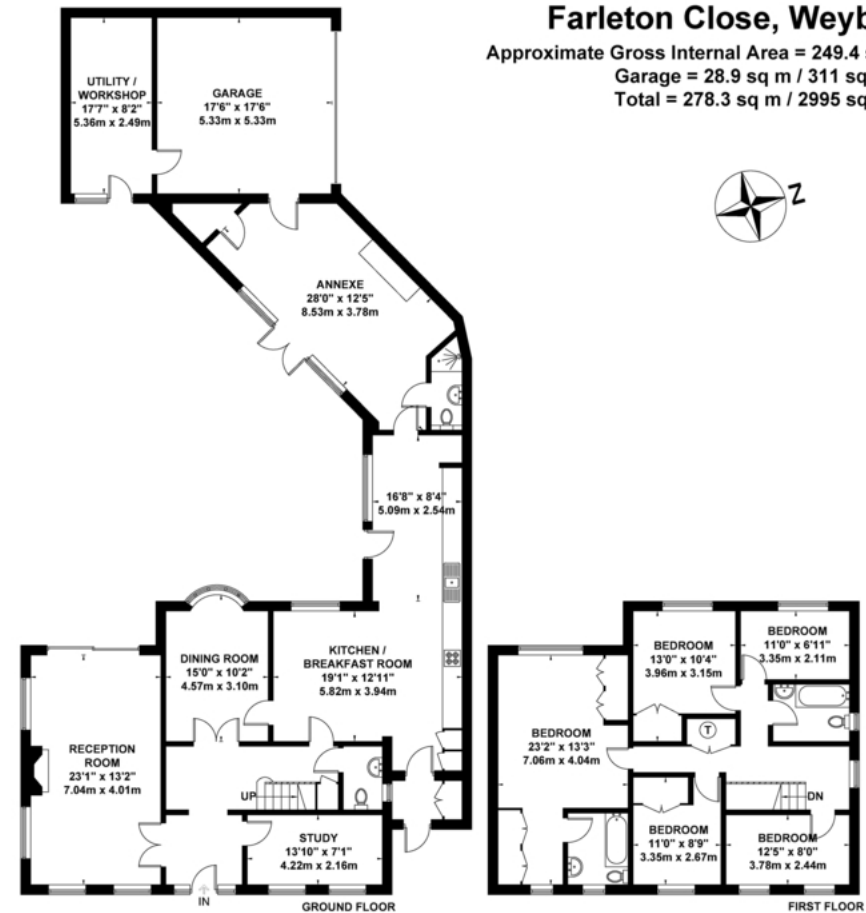 Farleton Close, Weyb
Approximate Gross Internal Area = 249.4
Garage = 28.9 sq m / 311 sq
Total = 278.3 sq m / 2995 sq
UTILITY /
WORKSHOP
17'7" x 8'2"
5.36m x 2.49m
GARAGE
17'6" x 17'6"
5.33m x 5.33m
Z
ANNEXE
28'0" x 12'5"
8.53m x 3.78m
16'8" x 8'4"
5.09m x 2.54m
DINING ROOM
15'0" x 10'2"
4.57m x 3.10m
KITCHEN /
BREAKFAST ROOM
19'1" x 12'11"
5.82m x 3.94m
RECEPTION
ROOM
23'1" x 13'2"
7.04m x 4.01m
UP
STUDY
13'10" x 7'1"
4.22m x 2.16m
IN
GROUND FLOOR
BEDROOM
13'0" x 10'4"
3.96m x 3.15m
BEDROOM
11'0" x 6'11"
3.35m x 2.11m
BEDROOM
23'2" x 13'3"
7.06m x 4.04m
T
DN
BEDROOM
11'0" x 8'9"
3.35m x 2.67m
BEDROOM
12'5" x 8'0"
3.78m x 2.44m
FIRST FLOOR